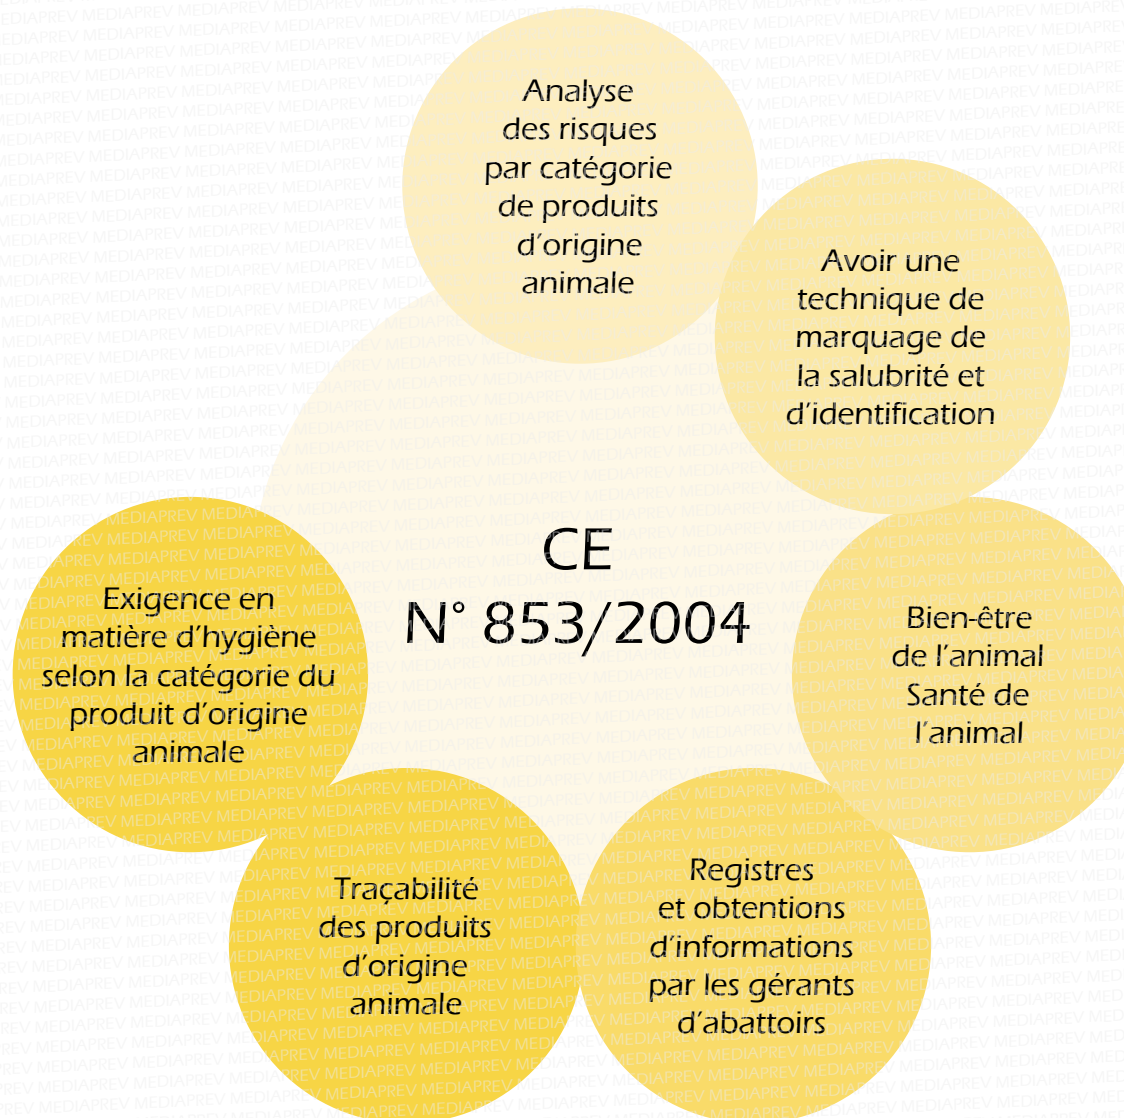 Analyse
des risques
par catégorie
de produits
d'origine
animale
Avoir une
technique de
marquage de
la salubrité et
d'identification
CE
N° 853/2004
Exigence en
matière d'hygiène
selon la catégorie du
produit d'origine
animale
Bien-être
de l'animal
Santé de
l'animal
Traçabilité
des produits
d'origine
animale
Registres
et obtentions
d'informations
par les gérants
d'abattoirs
MEDIAPREV